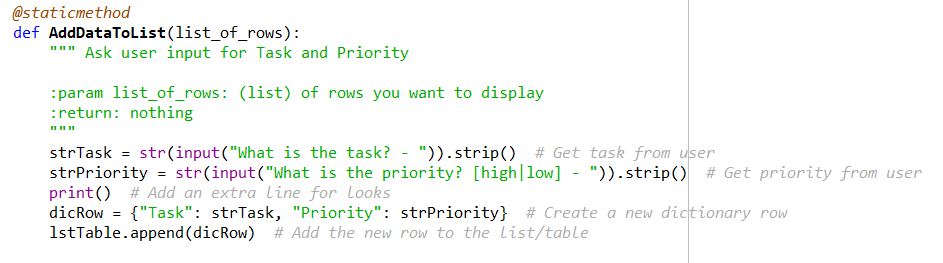 @staticmethod
def AddDataToList(list_of_rows):
    """ Ask user input for Task and Priority

    :param list_of_rows: (list) of rows you want to display
    :return: nothing
    """
    strTask = str(input("What is the task? - ")).strip()  # Get task from user
    strPriority = str(input("What is the priority? [high|low] - ")).strip()  # Get priority from user
    print()  # Add an extra line for looks
    dicRow = {"Task": strTask, "Priority": strPriority}  # Create a new dictionary row
    lstTable.append(dicRow)  # Add the new row to the list/table